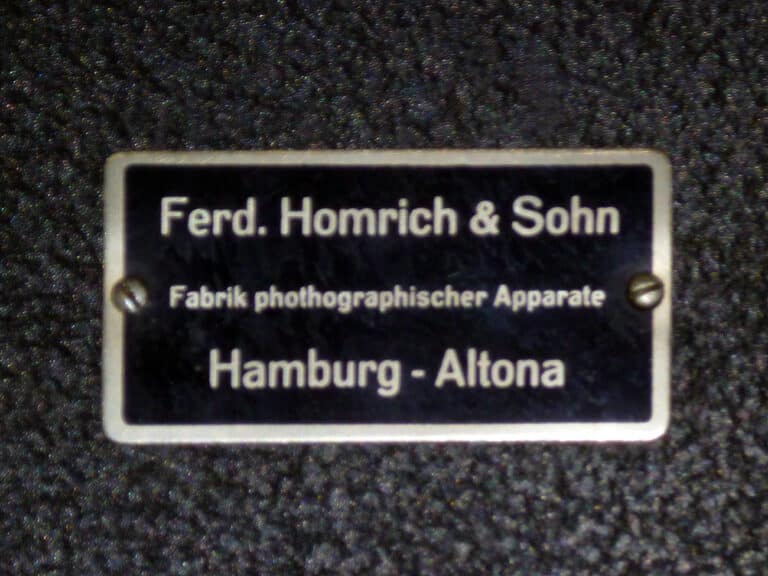 Ferd. Homrich & Sohn
Fabrik phothographischer Apparate
Hamburg - Altona